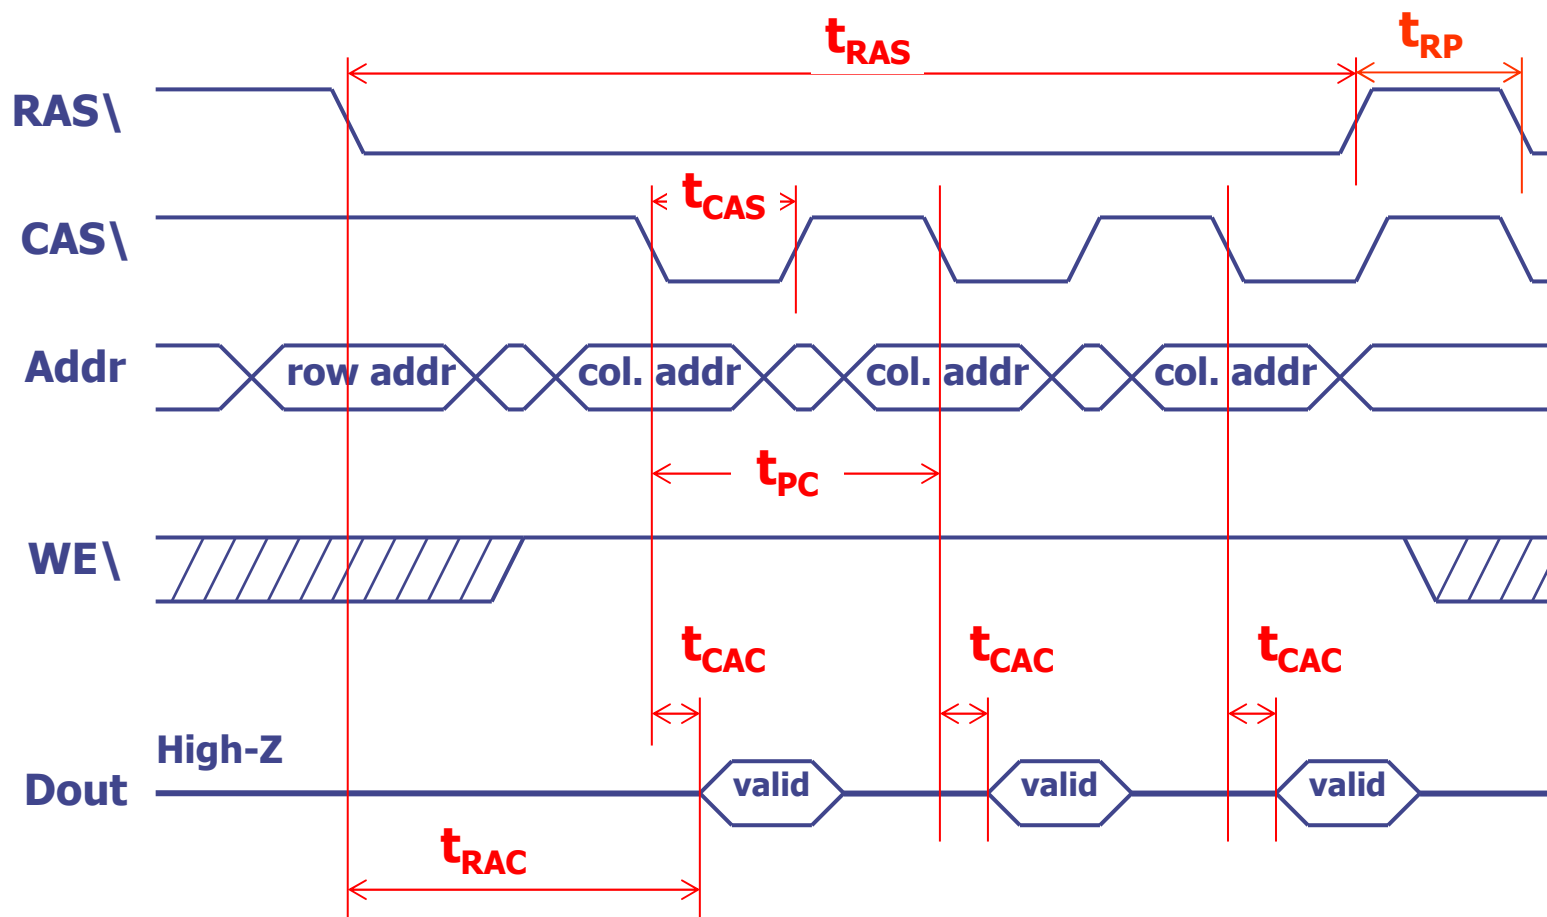 tRAS
tRP
RAS\
tCAS
CAS\
Addr
row addr
col. addr
col. addr
col. addr
tPC
WE\
tCAC
tCAC
tCAC
High-Z
Dout
valid
valid
valid
tRAC